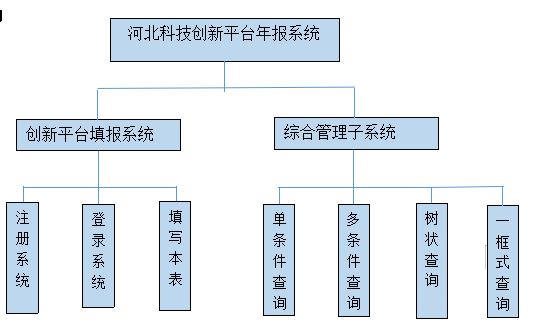 河北科技创新平台年报系统
创新平台填报系统
综合管理子系统
注册系统
登录系统
填写本表
单条件查询
多条件查询
树状查询
一框式查询